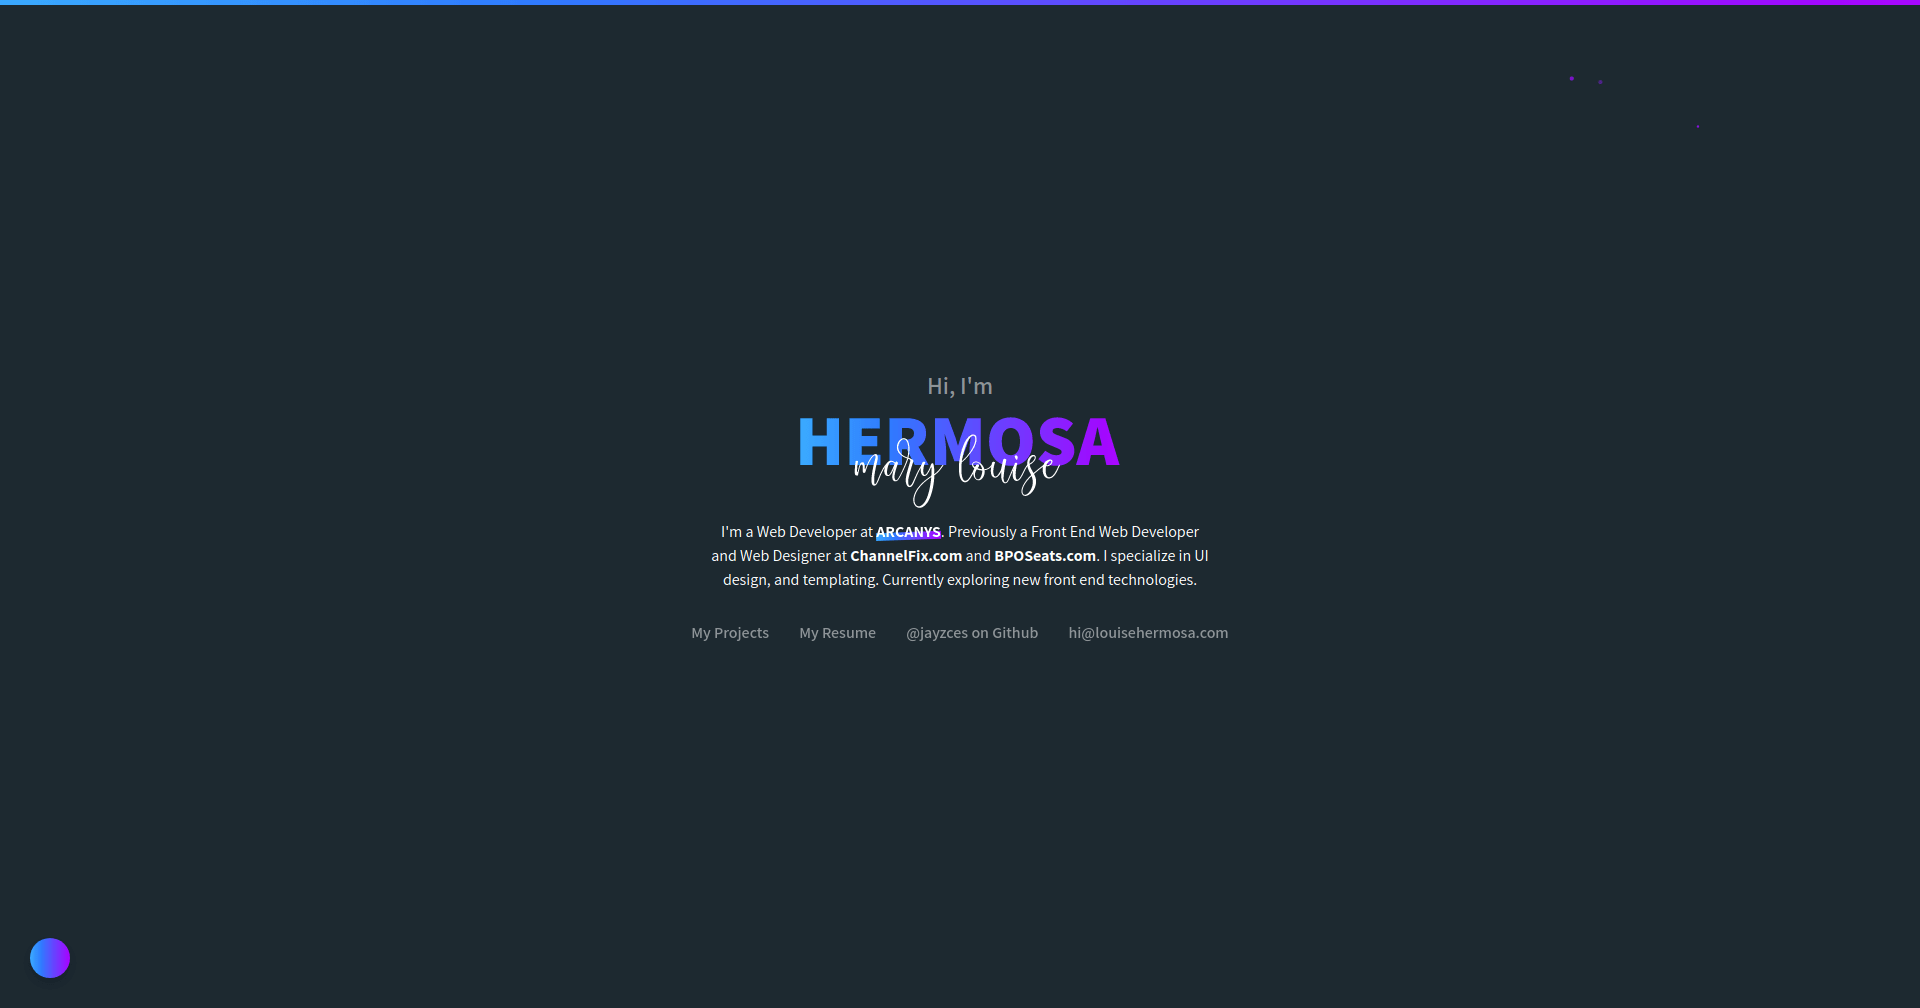 Hi, I'm
HERMOSA
mary louise
I'm a Web Developer at ARCANYS. Previously a Front End Web Developer
and Web Designer at ChannelFix.com and BPOSeats.com. I specialize in UI
design, and templating. Currently exploring new front end technologies.
My Projects My Resume @jayzces on Github hi@louisehermosa.com